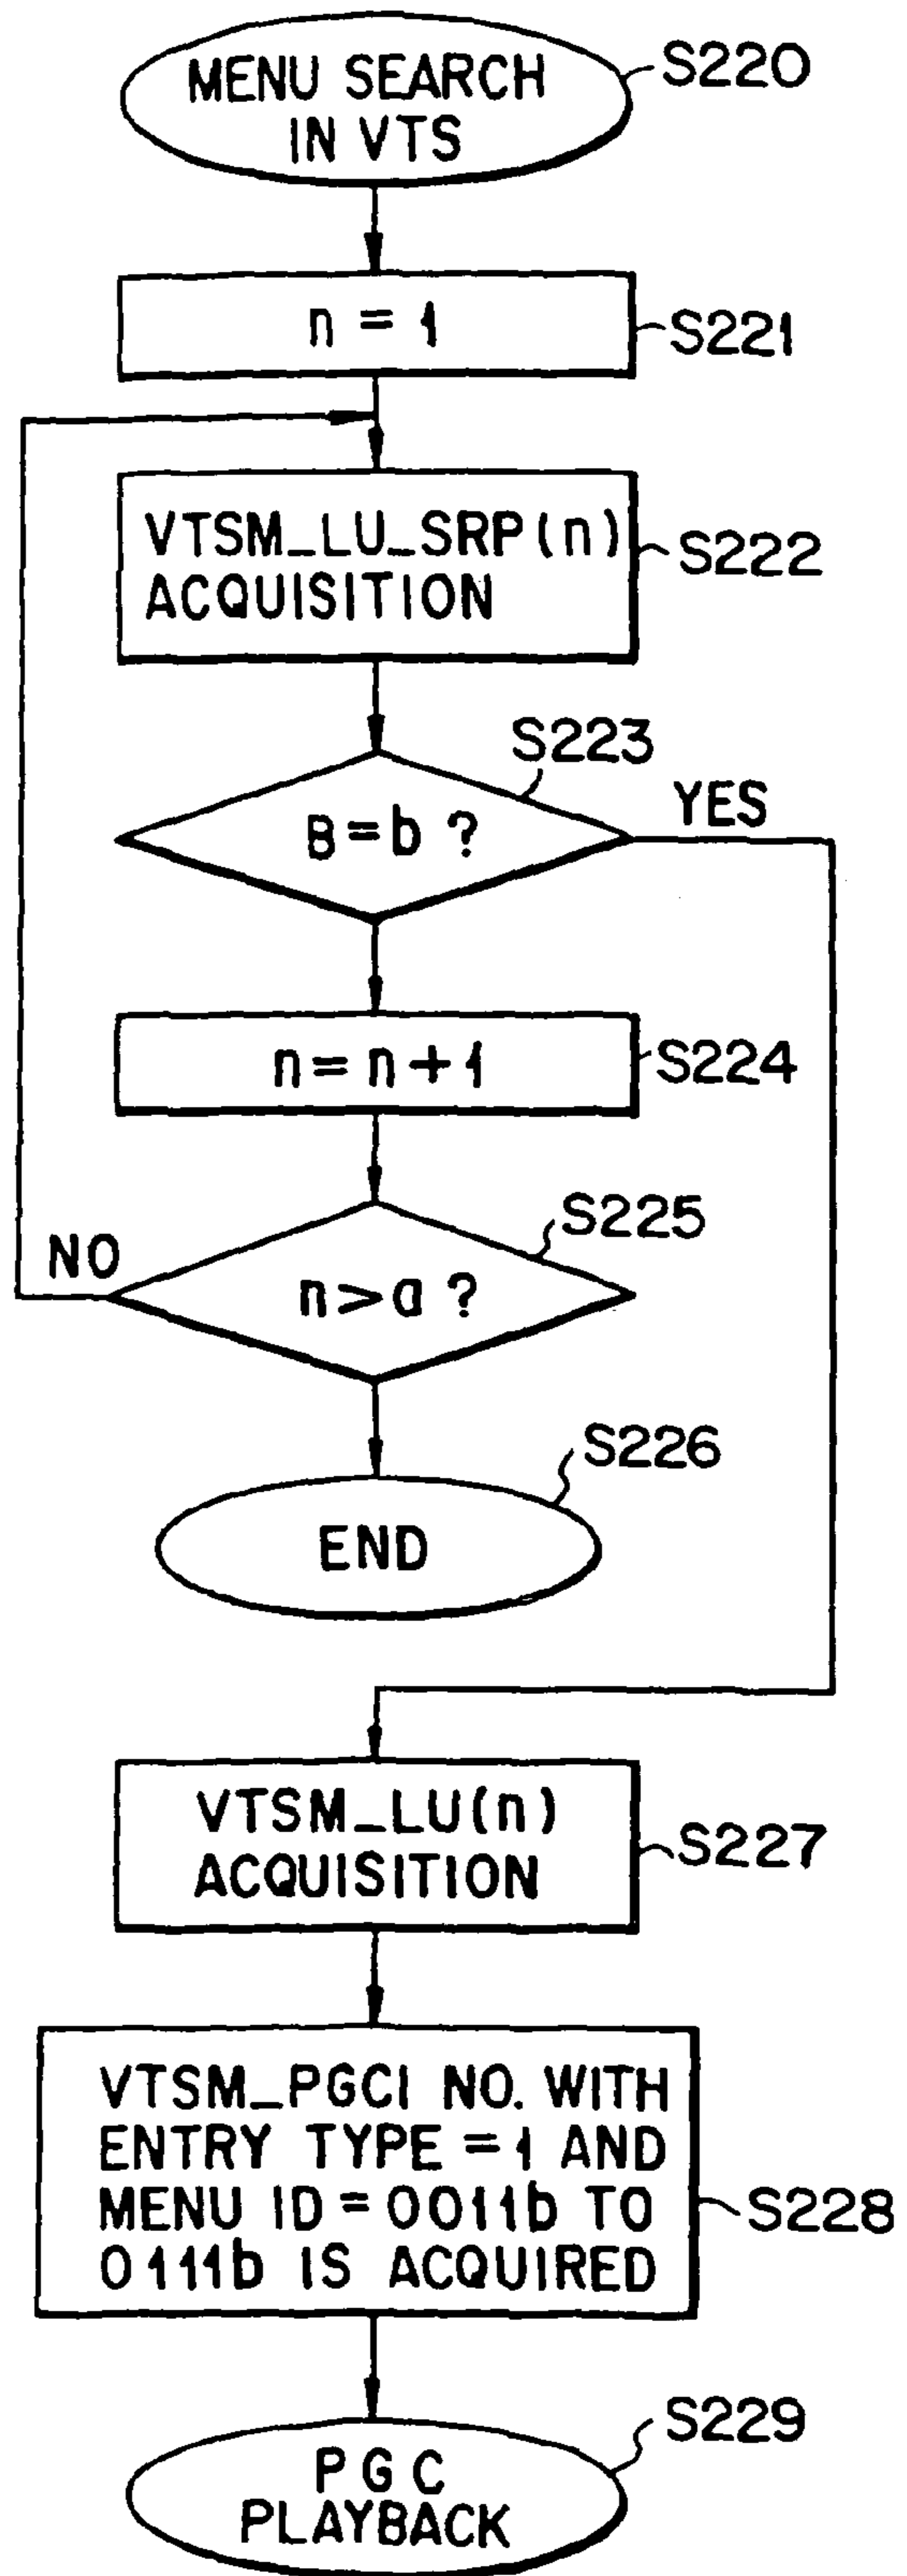 MENU SEARCH
IN VTS
S220
n = 1
S221
VTSM_LU_SRP(n)
ACQUISITION
S222
S223
B=b ?
YES
n=n+1
S224
S225
NO
n>a ?
S226
END
VTSM_LU(n)
ACQUISITION
S227
VTSM_PGCI NO. WITH
ENTRY TYPE =1 AND
MENU ID =0011b TO
0111b IS ACQUIRED
S228
S229
PGC
PLAYBACK